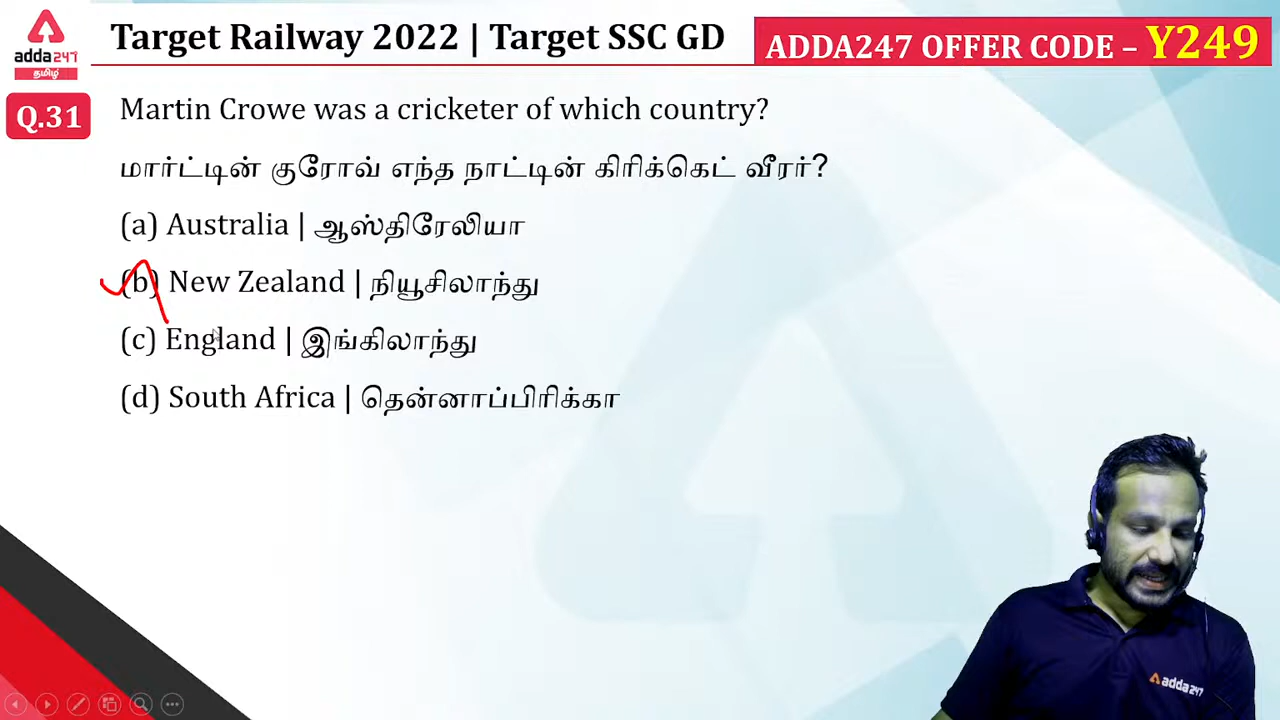 adda247
தமிழ்
Target Railway 2022 | Target SSC GD
ADDA247 OFFER CODE – Y249
Q.31
Martin Crowe was a cricketer of which country?
மார்ட்டின் குரோவ் எந்த நாட்டின் கிரிக்கெட் வீரர்?
(a) Australia | ஆஸ்திரேலியா
(b) New Zealand | நியூசிலாந்து
(c) England | இங்கிலாந்து
(d) South Africa | தென்னாப்பிரிக்கா
adda247